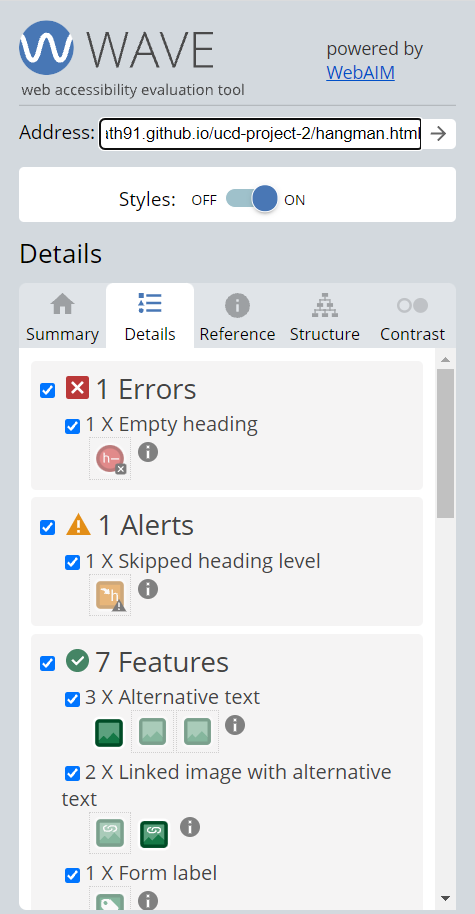 WAVE
powered by
WebAIM
web accessibility evaluation tool
Address: ath91.github.io/ucd-project-2/hangman.html
Styles: OFF ON
Details
Summary Details Reference Structure Contrast
1 Errors
1 X Empty heading
1 Alerts
1 X Skipped heading level
7 Features
3 X Alternative text
2 X Linked image with alternative
text
1 X Form label